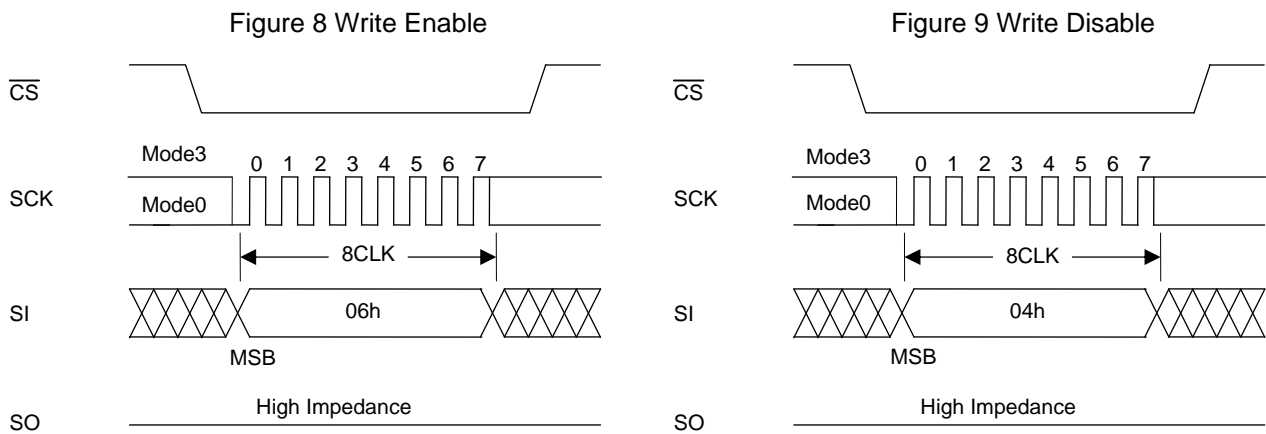 Figure 8 Write Enable
CS
Mode3
0 1 2 3 4 5 6 7
SCK
Mode0
8CLK
SI
06h
MSB
High Impedance
SO
Figure 9 Write Disable
CS
Mode3
0 1 2 3 4 5 6 7
SCK
Mode0
8CLK
SI
04h
MSB
High Impedance
SO